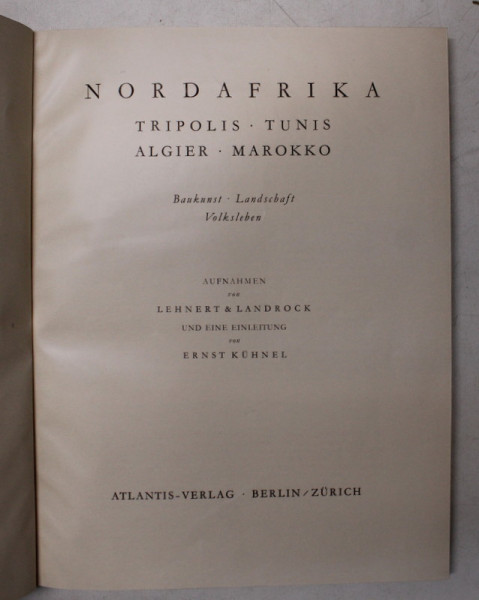 NORDAFRIKA
TRIPOLIS · TUNIS
ALGIER · MAROKKO
Baukunst · Landschaft
Volksleben
AUFNAHMEN
von
LEHNERT & LANDROCK
UND EINE EINLEITUNG
von
ERNST KÜHNEL
ATLANTIS-VERLAG · BERLIN/ZÜRICH